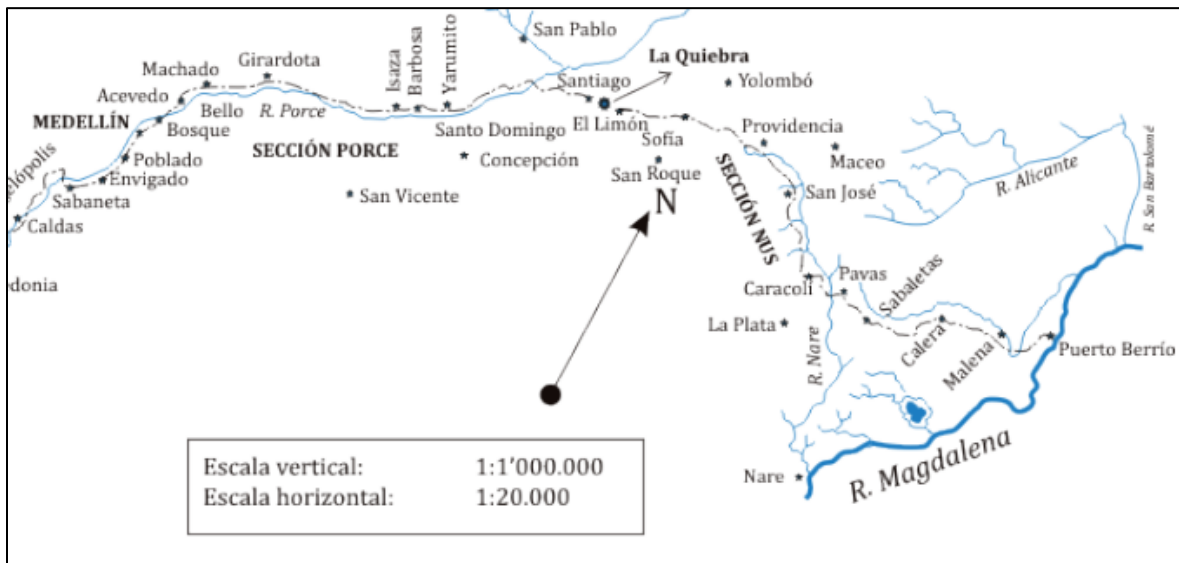 San Pablo
La Quiebra
Girardota
Machado
Isaza
Barbosa
Yarumito
Santiago
Yolombó
Acevedo
Bello
R. Porce
MEDELLÍN
Bosque
El Limón
Santo Domingo
Sofía
Providencia
SECCIÓN PORCE
Concepción
Maceo
Poblado
San Roque
Envigado
San Vicente
San José
Sabaneta
N
SECCIÓN NUS
R. Alicante
R. San Bartolomé
elópolis
Caldas
edonia
Caracolí
Pavas
Sabaletas
La Plata
R. Nare
Calera
Malena
Puerto Berrío
Nare
R. Magdalena
Escala vertical: 1:1'000.000
Escala horizontal: 1:20.000